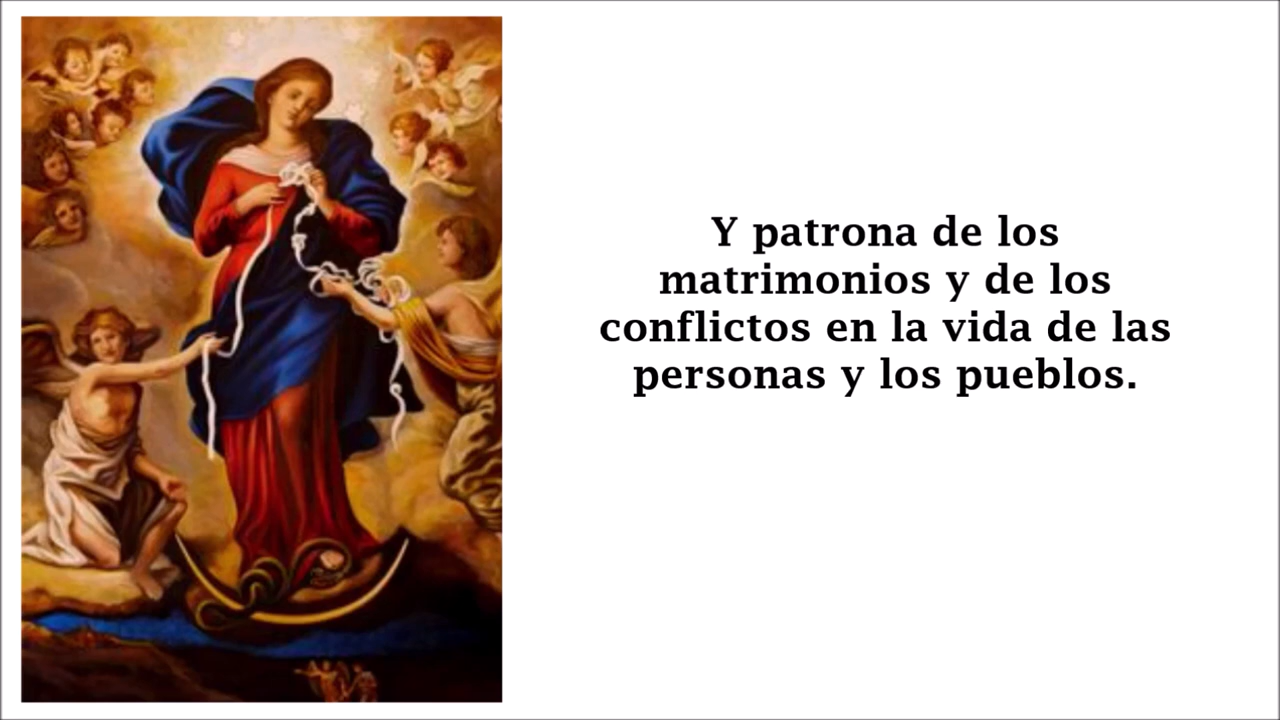 Y patrona de los
matrimonios y de los
conflictos en la vida de las
personas y los pueblos.